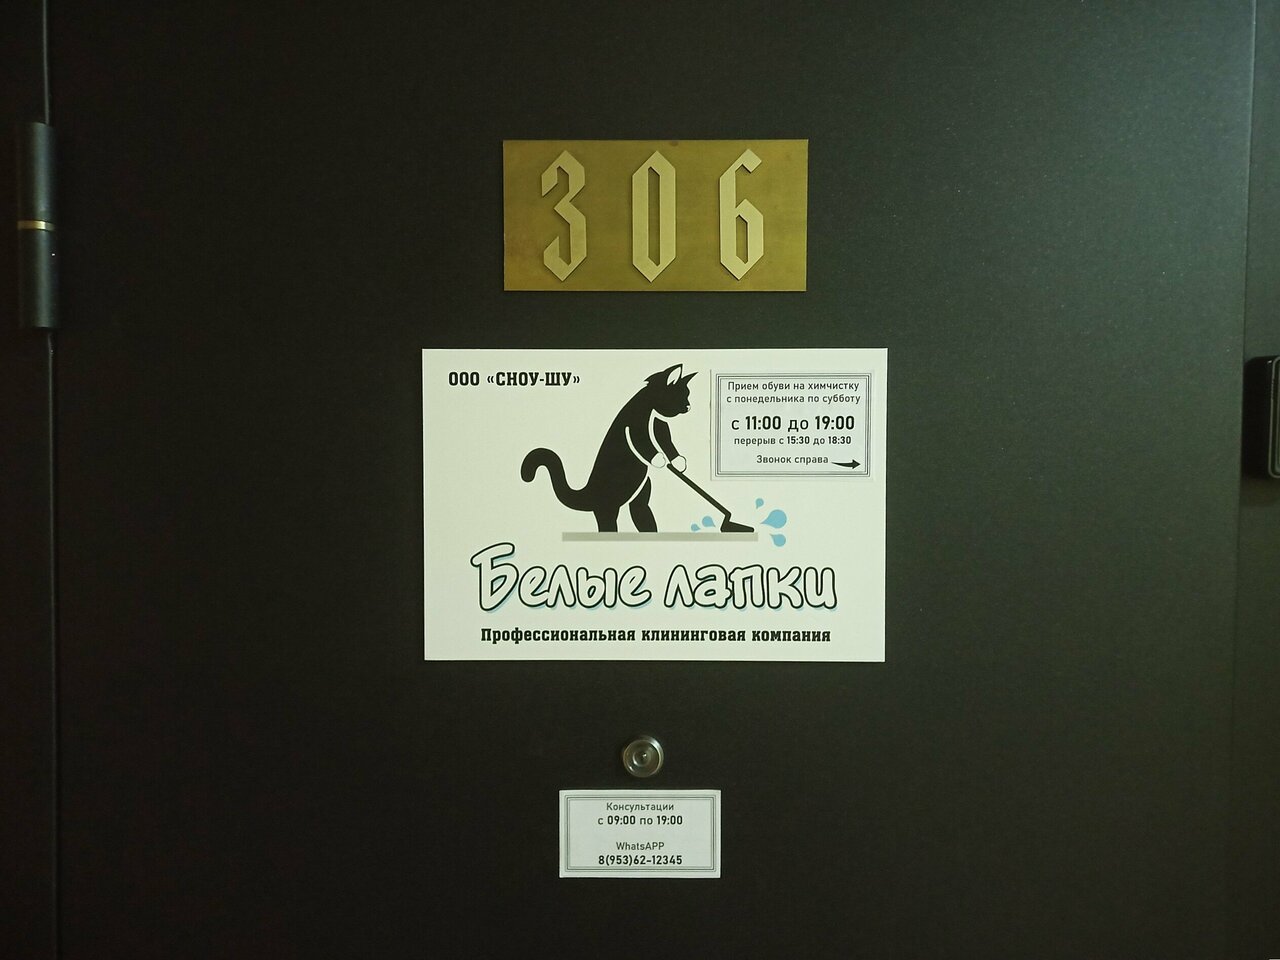 306
ООО «СНОУ-ШУ»
Прием обуви на химчистку
с понедельника по субботу
с 11:00 до 19:00
перерыв с 15:30 до 18:30
Звонок справа
Белые лапки
Профессиональная клининговая компания
Консультации
с 09:00 по 19:00
WhatsAPP
8(953)62-12345